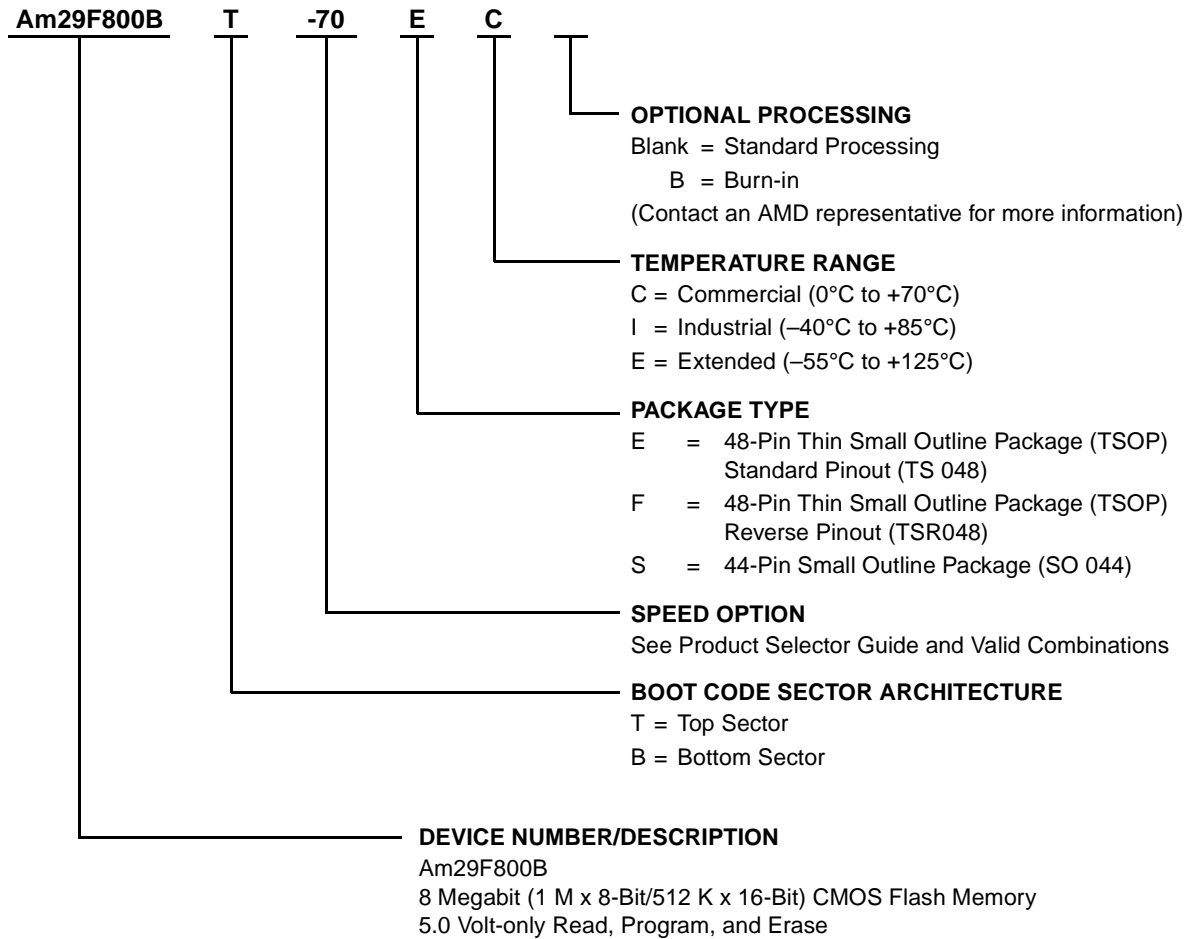 Am29F800B T -70 E C
OPTIONAL PROCESSING
Blank = Standard Processing
B = Burn-in
(Contact an AMD representative for more information)
TEMPERATURE RANGE
C = Commercial (0°C to +70°C)
I = Industrial (–40°C to +85°C)
E = Extended (–55°C to +125°C)
PACKAGE TYPE
E = 48-Pin Thin Small Outline Package (TSOP)
Standard Pinout (TS 048)
F = 48-Pin Thin Small Outline Package (TSOP)
Reverse Pinout (TSR048)
S = 44-Pin Small Outline Package (SO 044)
SPEED OPTION
See Product Selector Guide and Valid Combinations
BOOT CODE SECTOR ARCHITECTURE
T = Top Sector
B = Bottom Sector
DEVICE NUMBER/DESCRIPTION
Am29F800B
8 Megabit (1 M x 8-Bit/512 K x 16-Bit) CMOS Flash Memory
5.0 Volt-only Read, Program, and Erase